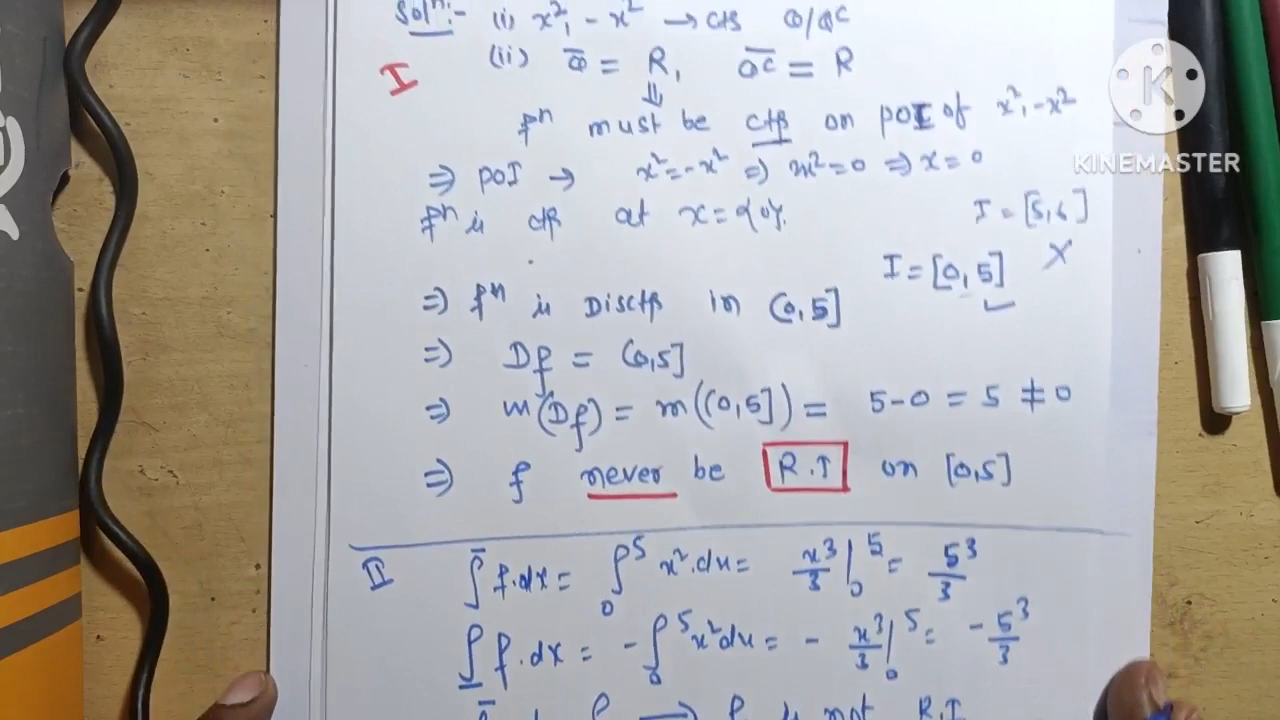 Solⁿ:- (i) x², -x² → cts Q/Q^C
I (ii) Q̅ = R, Q̅^C̅ = R
⇓
fⁿ must be cts on POI of x², -x²
⇒ POI → x² = -x² ⇒ 2x² = 0 ⇒ x = 0
fⁿ is cts at x = {0}.
I = [5,6] X
I = [0,5] ✓
⇒ fⁿ is Discts in (0,5]
⇒ Df = (0,5]
⇒ m(Df) = m((0,5]) = 5-0 = 5 ≠ 0
⇒ f never be R.I on [0,5]
II ∫̅ f.dx = ∫₀⁵ x².dx = x³/3 |₀⁵ = 5³/3
∫̲ f.dx = -∫₀⁵ x²dx = - x³/3 |₀⁵ = -5³/3
⇒ f is not R.I
KINEMASTER